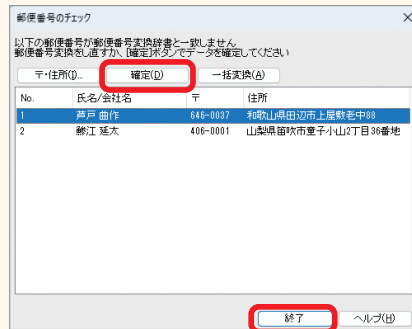 郵便番号のチェック
以下の郵便番号が郵便番号変換辞書と一致しません
郵便番号変換をし直すか、[確定]ボタンでデータを確定してください
〒・住所(J)... 確定(D) 一括変換(A)
No. 氏名/会社名 〒 住所
1 芦戸 曲作 646-0037 和歌山県田辺市上屋敷老中88
2 鯵江 延太 406-0001 山梨県笛吹市童子小山2丁目36番地
終了 ヘルプ(H)